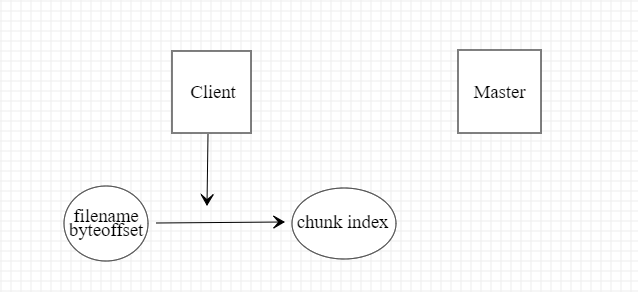 Client
Master
filename
byteoffset
chunk index